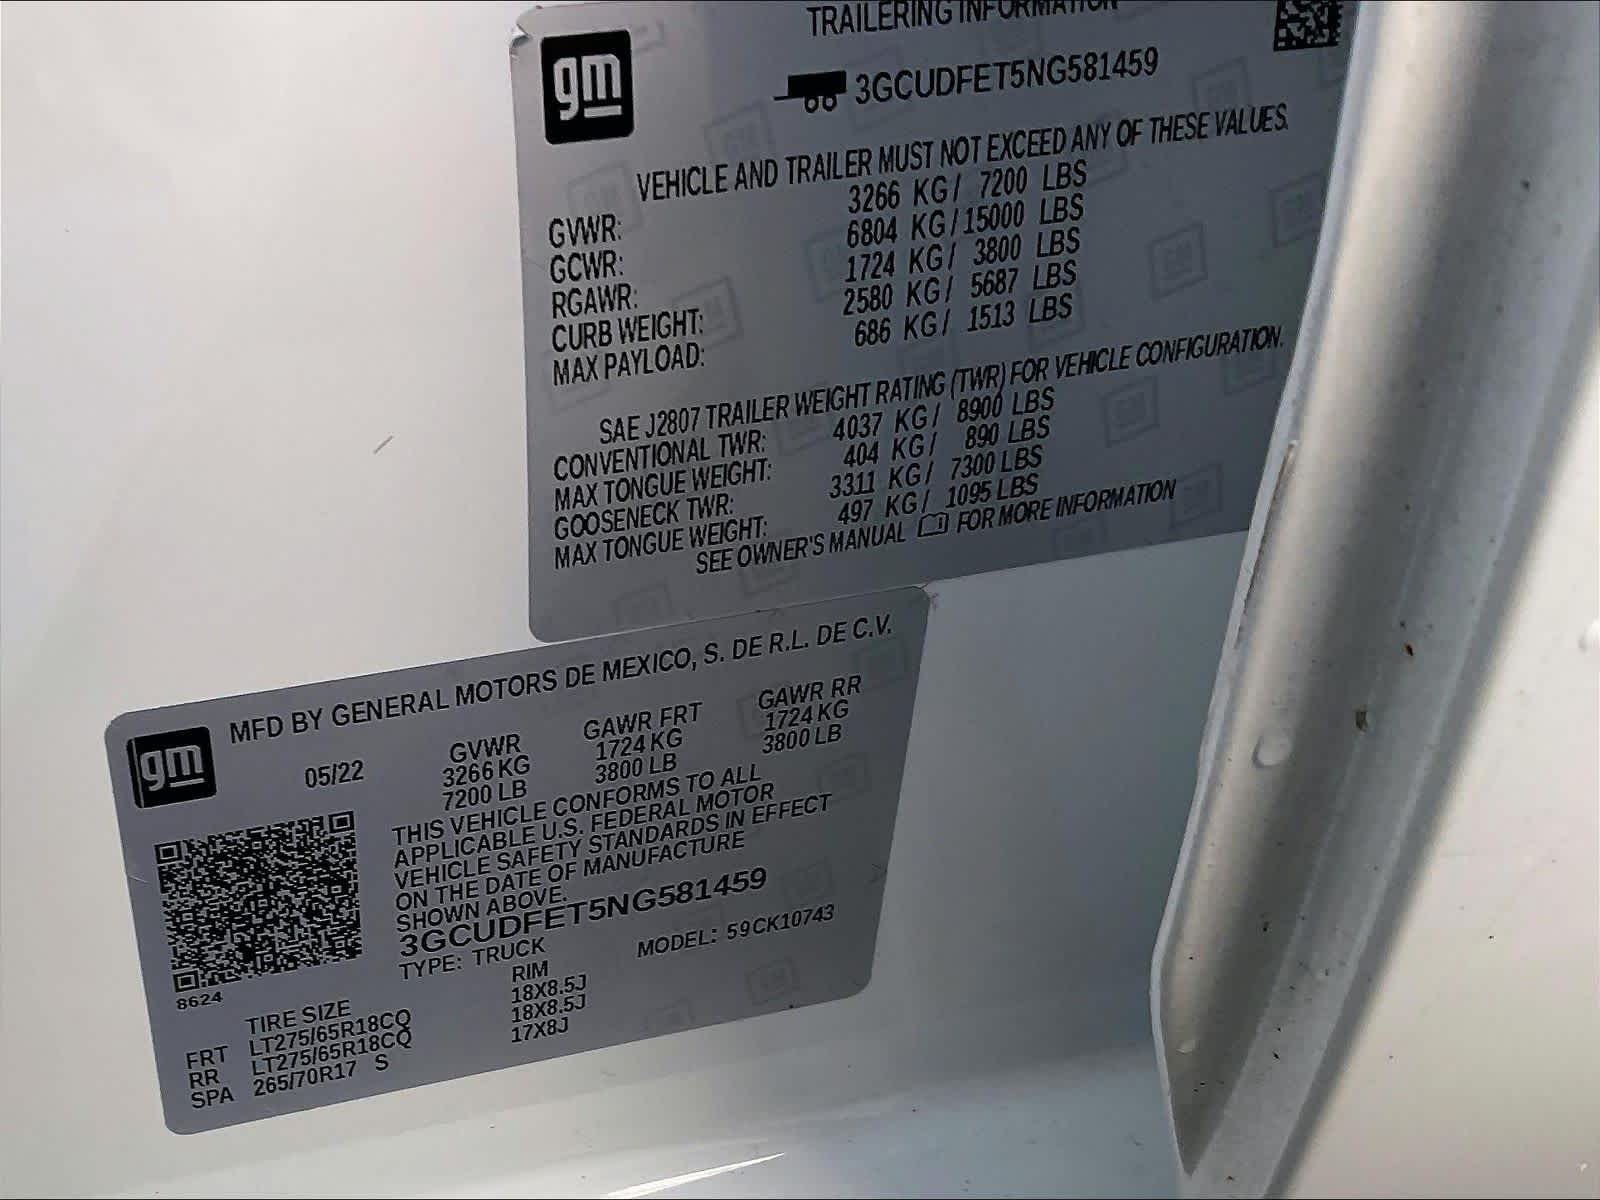 TRAILERING INFORMATION
gm
3GCUDFET5NG581459
VEHICLE AND TRAILER MUST NOT EXCEED ANY OF THESE VALUES.
GVWR: 3266 KG/ 7200 LBS
GCWR: 6804 KG/15000 LBS
RGAWR: 1724 KG/ 3800 LBS
CURB WEIGHT: 2580 KG/ 5687 LBS
MAX PAYLOAD: 686 KG/ 1513 LBS
SAE J2807 TRAILER WEIGHT RATING (TWR) FOR VEHICLE CONFIGURATION.
CONVENTIONAL TWR: 4037 KG/ 8900 LBS
MAX TONGUE WEIGHT: 404 KG/ 890 LBS
GOOSENECK TWR: 3311 KG/ 7300 LBS
MAX TONGUE WEIGHT: 497 KG/ 1095 LBS
SEE OWNER'S MANUAL FOR MORE INFORMATION
gm
MFD BY GENERAL MOTORS DE MEXICO, S. DE R.L. DE C.V.
05/22 GVWR GAWR FRT GAWR RR
3266 KG 1724 KG 1724 KG
7200 LB 3800 LB 3800 LB
THIS VEHICLE CONFORMS TO ALL
APPLICABLE U.S. FEDERAL MOTOR
VEHICLE SAFETY STANDARDS IN EFFECT
ON THE DATE OF MANUFACTURE
SHOWN ABOVE.
3GCUDFET5NG581459
TYPE: TRUCK MODEL: 59CK10743
8624
TIRE SIZE RIM
FRT LT275/65R18CQ 18X8.5J
RR LT275/65R18CQ 18X8.5J
SPA 265/70R17 S 17X8J